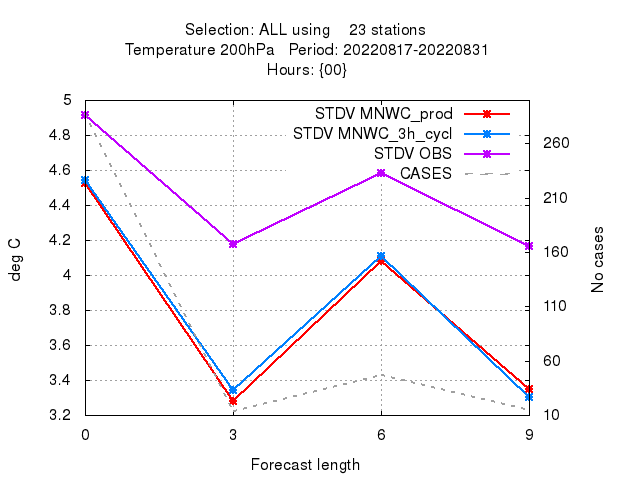 Selection: ALL using 23 stations
Temperature 200hPa Period: 20220817-20220831
Hours: {00}
STDV MNWC_prod
STDV MNWC_3h_cycl
STDV OBS
CASES
5
4.8
4.6
4.4
4.2
4
3.8
3.6
3.4
3.2
deg C
260
210
160
110
60
10
No cases
0 3 6 9
Forecast length